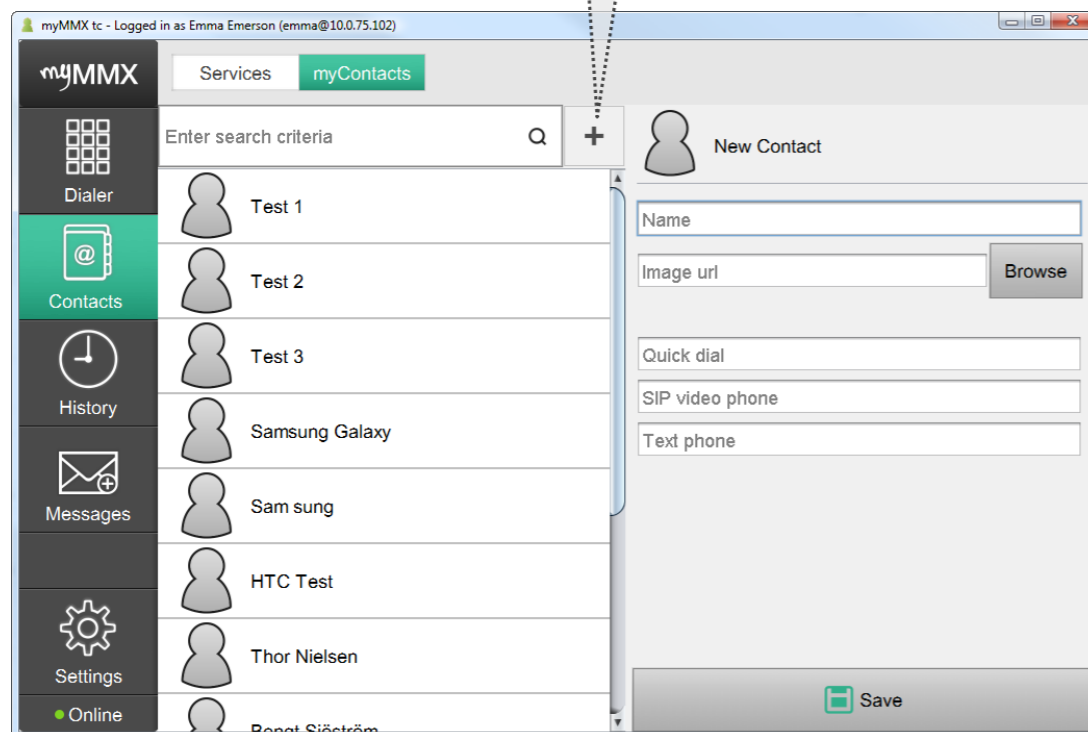 myMMX tc - Logged in as Emma Emerson (emma@10.0.75.102)
myMMX
Services
myContacts
Dialer
Contacts
History
Messages
Settings
Online
Enter search criteria
+
Test 1
Test 2
Test 3
Samsung Galaxy
Sam sung
HTC Test
Thor Nielsen
Bengt Sjöström
New Contact
Name
Image url
Browse
Quick dial
SIP video phone
Text phone
Save